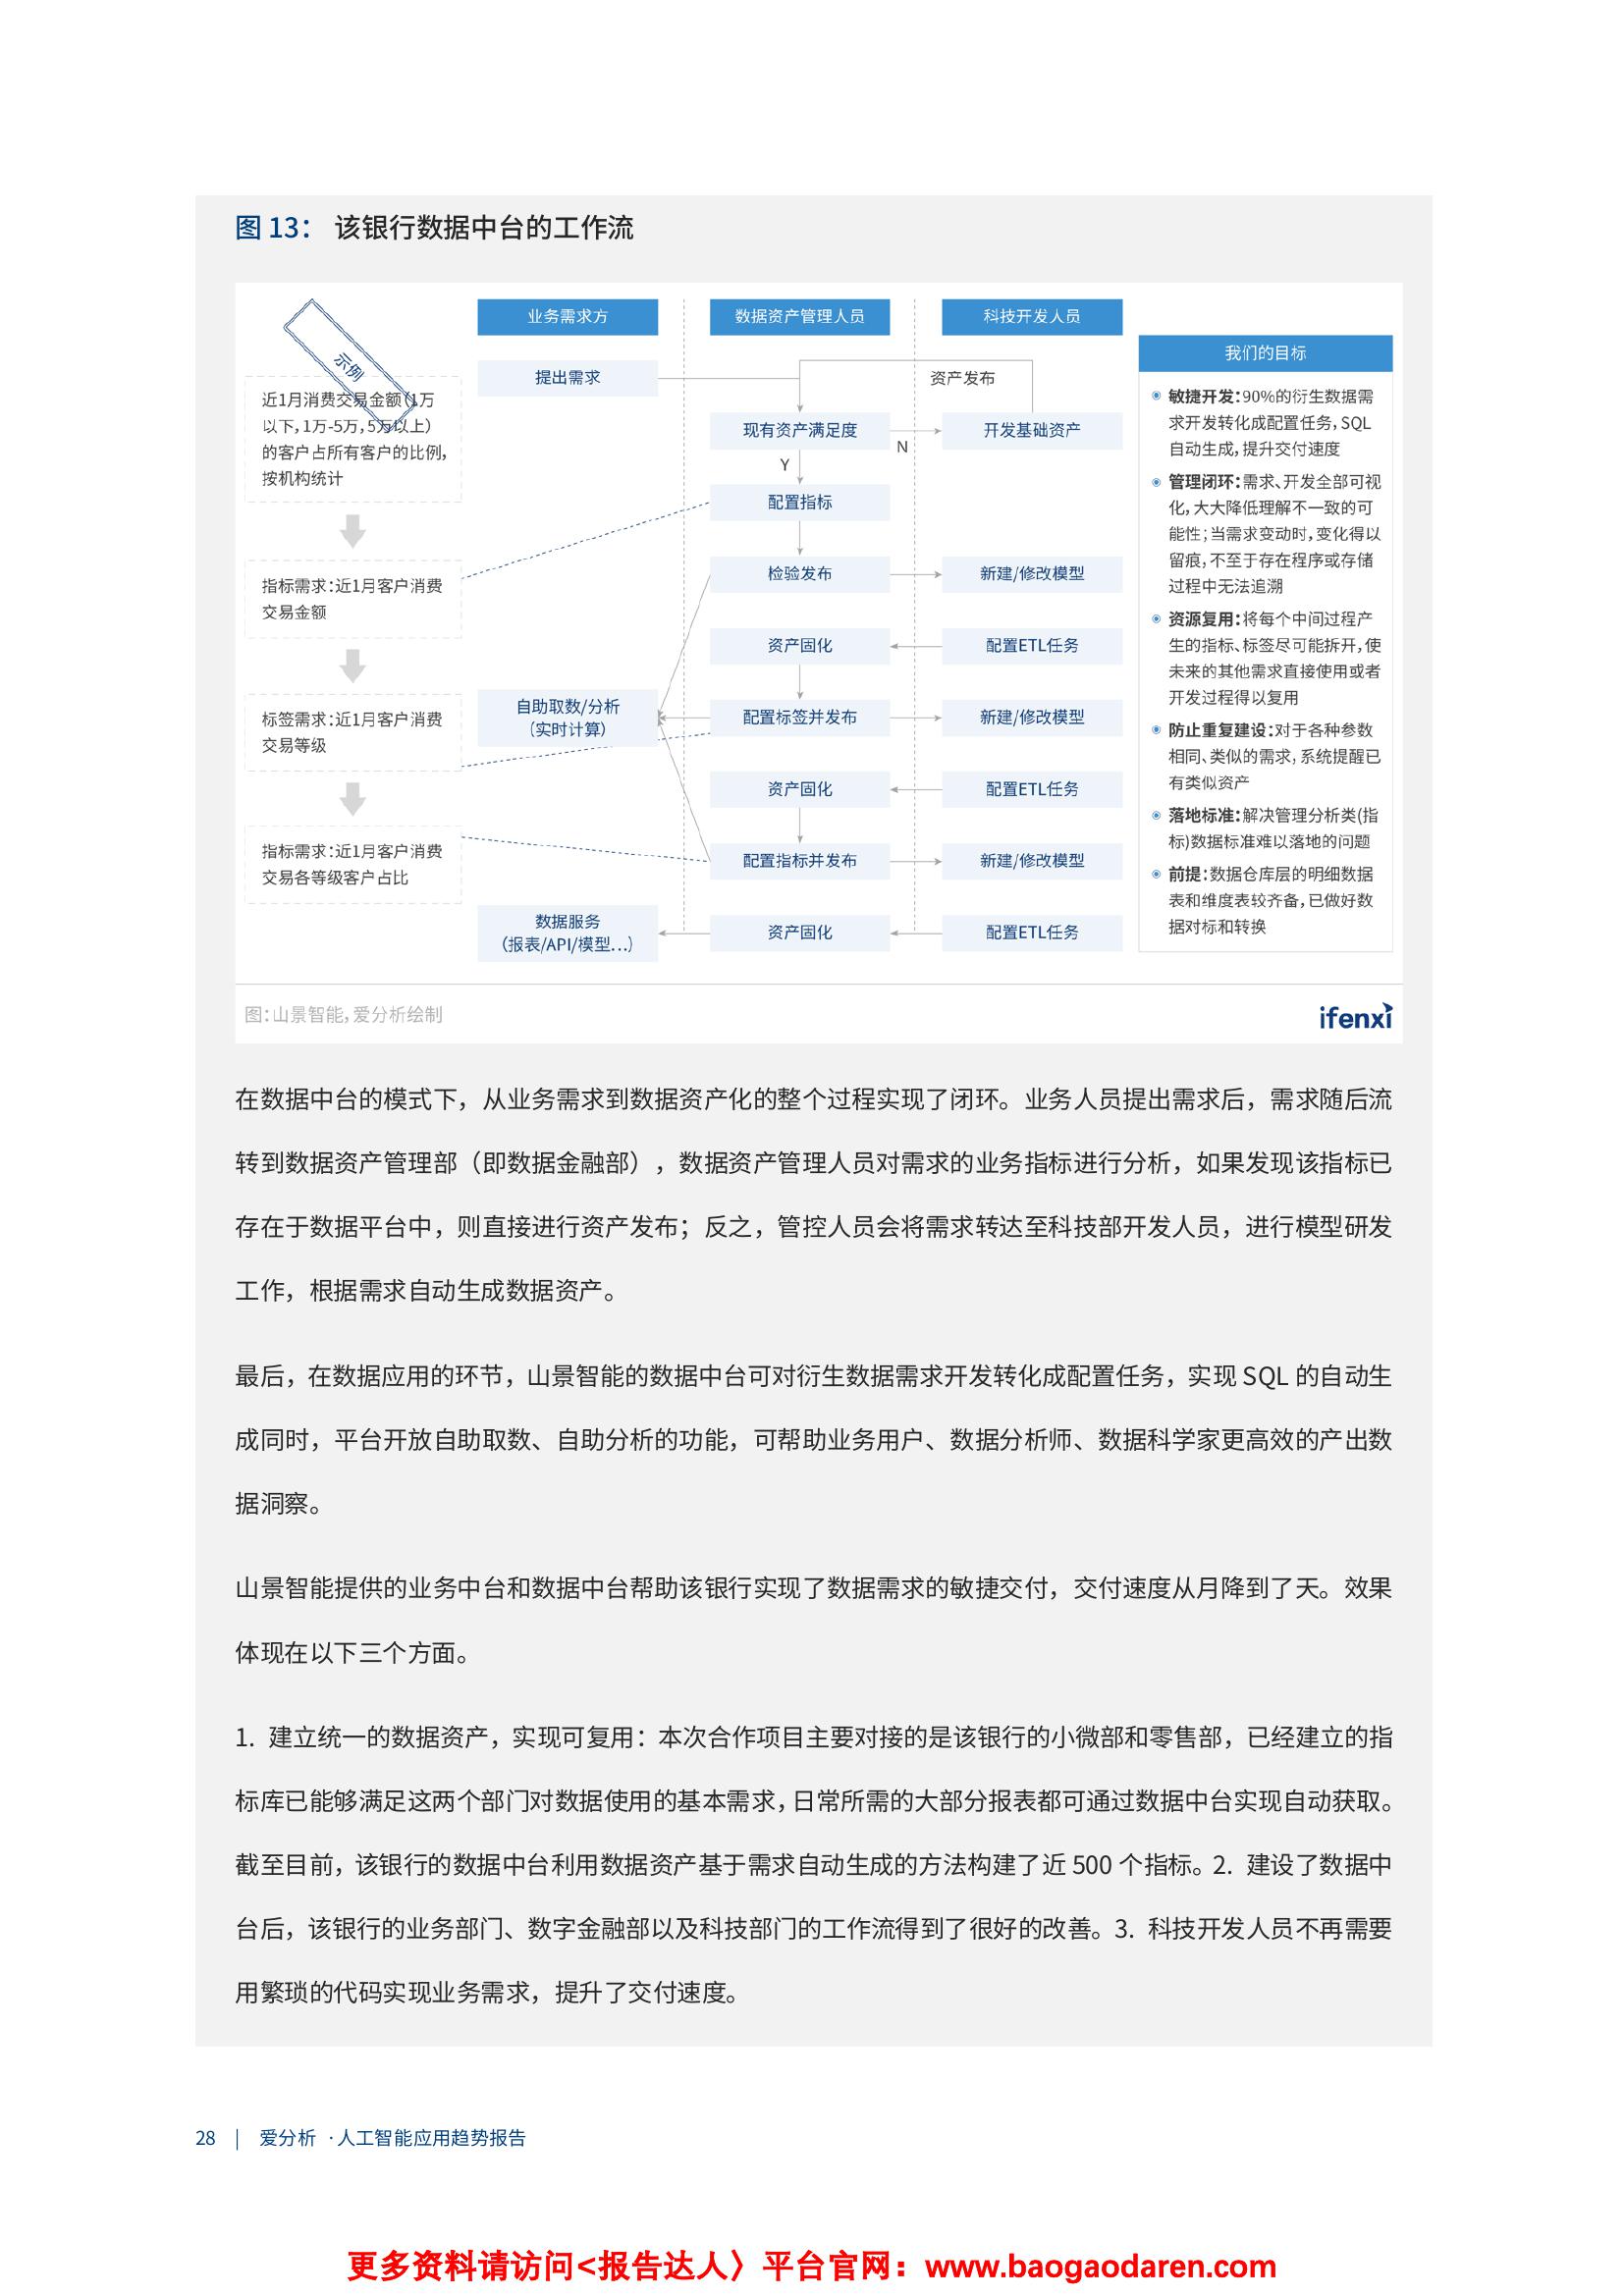 图 13： 该银行数据中台的工作流
示例
近1月消费交易金额（1万
以下，1万-5万，5万以上）
的客户占所有客户的比例，
按机构统计
指标需求：近1月客户消费
交易金额
标签需求：近1月客户消费
交易等级
指标需求：近1月客户消费
交易各等级客户占比
业务需求方
提出需求
自助取数/分析
（实时计算）
数据服务
（报表/API/模型…）
数据资产管理人员
现有资产满足度
N
Y
配置指标
检验发布
资产固化
配置标签并发布
资产固化
配置指标并发布
资产固化
科技开发人员
资产发布
开发基础资产
新建/修改模型
配置ETL任务
新建/修改模型
配置ETL任务
新建/修改模型
配置ETL任务
我们的目标
敏捷开发：90%的衍生数据需
求开发转化成配置任务，SQL
自动生成，提升交付速度
管理闭环：需求、开发全部可视
化，大大降低理解不一致的可
能性；当需求变动时，变化得以
留痕，不至于存在程序或存储
过程中无法追溯
资源复用：将每个中间过程产
生的指标、标签尽可能拆开，使
未来的其他需求直接使用或者
开发过程得以复用
防止重复建设：对于各种参数
相同、类似的需求，系统提醒已
有类似资产
落地标准：解决管理分析类(指
标)数据标准难以落地的问题
前提：数据仓库层的明细数据
表和维度表较齐备，已做好数
据对标和转换
图：山景智能，爱分析绘制
ifenxi
在数据中台的模式下，从业务需求到数据资产化的整个过程实现了闭环。业务人员提出需求后，需求随后流
转到数据资产管理部（即数据金融部），数据资产管理人员对需求的业务指标进行分析，如果发现该指标已
存在于数据平台中，则直接进行资产发布；反之，管控人员会将需求转达至科技部开发人员，进行模型研发
工作，根据需求自动生成数据资产。
最后，在数据应用的环节，山景智能的数据中台可对衍生数据需求开发转化成配置任务，实现 SQL 的自动生
成同时，平台开放自助取数、自助分析的功能，可帮助业务用户、数据分析师、数据科学家更高效的产出数
据洞察。
山景智能提供的业务中台和数据中台帮助该银行实现了数据需求的敏捷交付，交付速度从月降到了天。效果
体现在以下三个方面。
1. 建立统一的数据资产，实现可复用：本次合作项目主要对接的是该银行的小微部和零售部，已经建立的指
标库已能够满足这两个部门对数据使用的基本需求，日常所需的大部分报表都可通过数据中台实现自动获取。
截至目前，该银行的数据中台利用数据资产基于需求自动生成的方法构建了近 500 个指标。2. 建设了数据中
台后，该银行的业务部门、数字金融部以及科技部门的工作流得到了很好的改善。3. 科技开发人员不再需要
用繁琐的代码实现业务需求，提升了交付速度。
28 | 爱分析 ·人工智能应用趋势报告
更多资料请访问<报告达人〉平台官网：www.baogaodaren.com